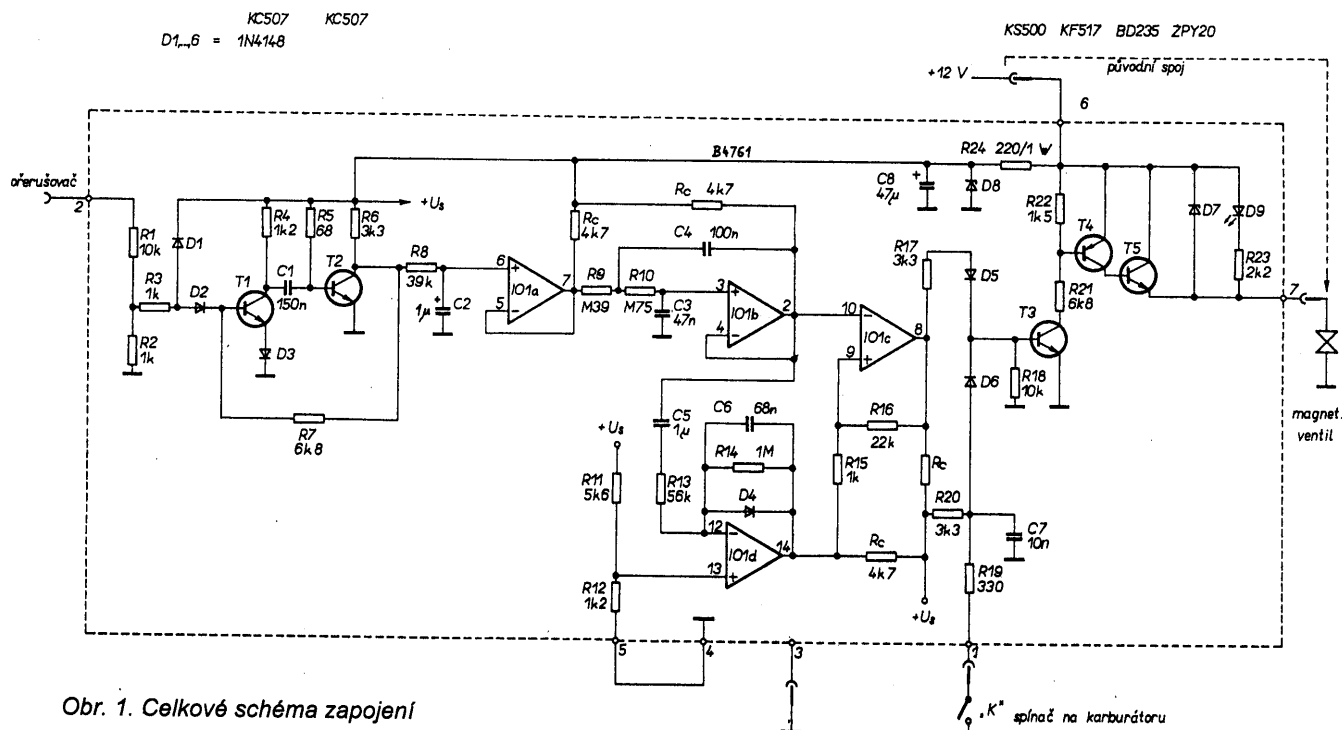 KC507 KC507
D1,...,6 = 1N4148
KS500 KF517 BD235 ZPY20
původní spoj
+12 V
6
B4761
R24 220/1 W
přerušovač
2
+Us
R1
10k
R3
1k
R2
1k
D1
D2
R4
1k2
C1
150n
T1
D3
R5
68
R6
3k3
T2
R7
6k8
R8
39k
1µ
C2
6
5
7
IO1a
Rc
4k7
Rc 4k7
C4 100n
R9
M39
R10
M75
C3
47n
3
4
2
IO1b
C8
47µ
D8
10
9
8
IO1c
R17
3k3
D5
D6
R22
1k5
R21
6k8
T4
T5
T3
R18
10k
D7
D9
R23
2k2
7
magnet.
ventil
C5
1µ
R13
56k
C6 68n
R14 1M
D4
12
13
14
IO1d
+Us
R11
5k6
R12
1k2
R16
22k
R15
1k
Rc
Rc
4k7
+Us
R20
3k3
C7
10n
R19
330
5
4
3
1
„K"
spínač na karburátoru
Obr. 1. Celkové schéma zapojení